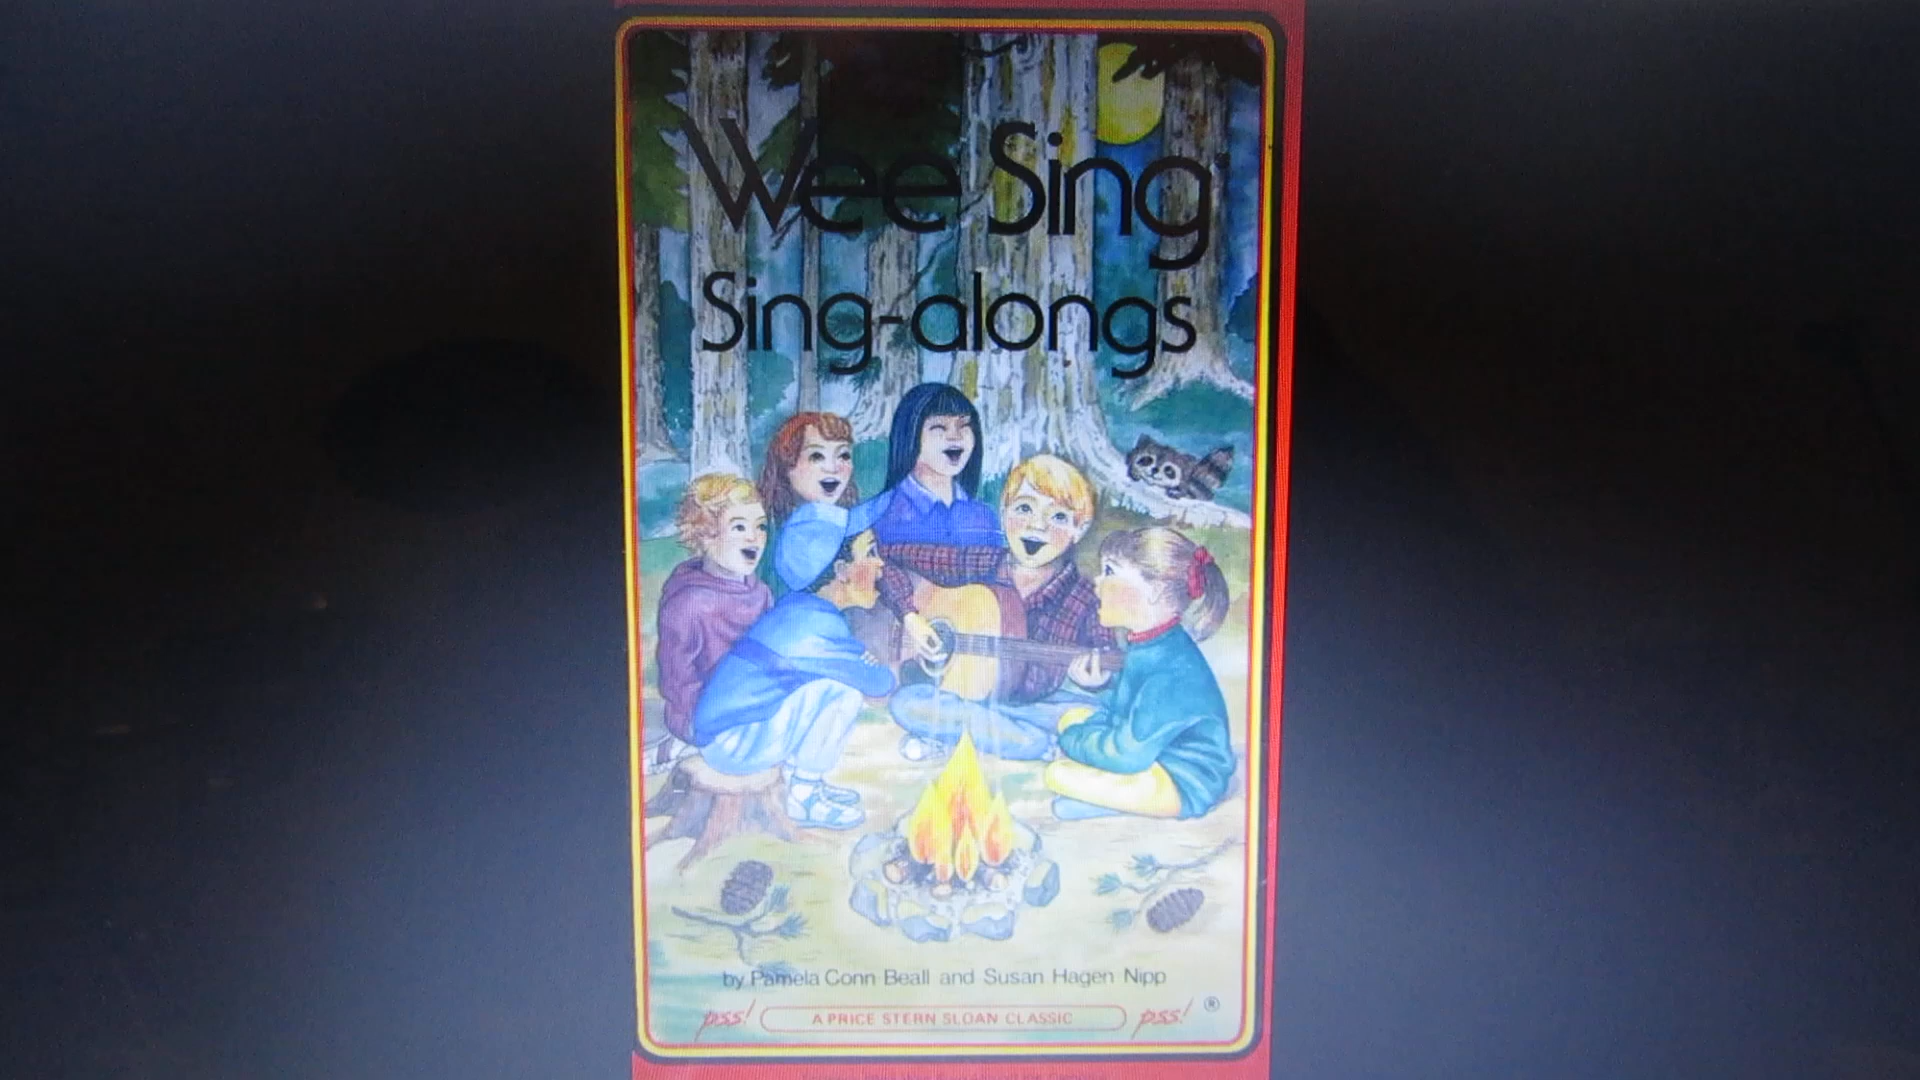 Wee Sing
Sing-alongs
by Pamela Conn Beall and Susan Hagen Nipp
pss! A PRICE STERN SLOAN CLASSIC pss! ®